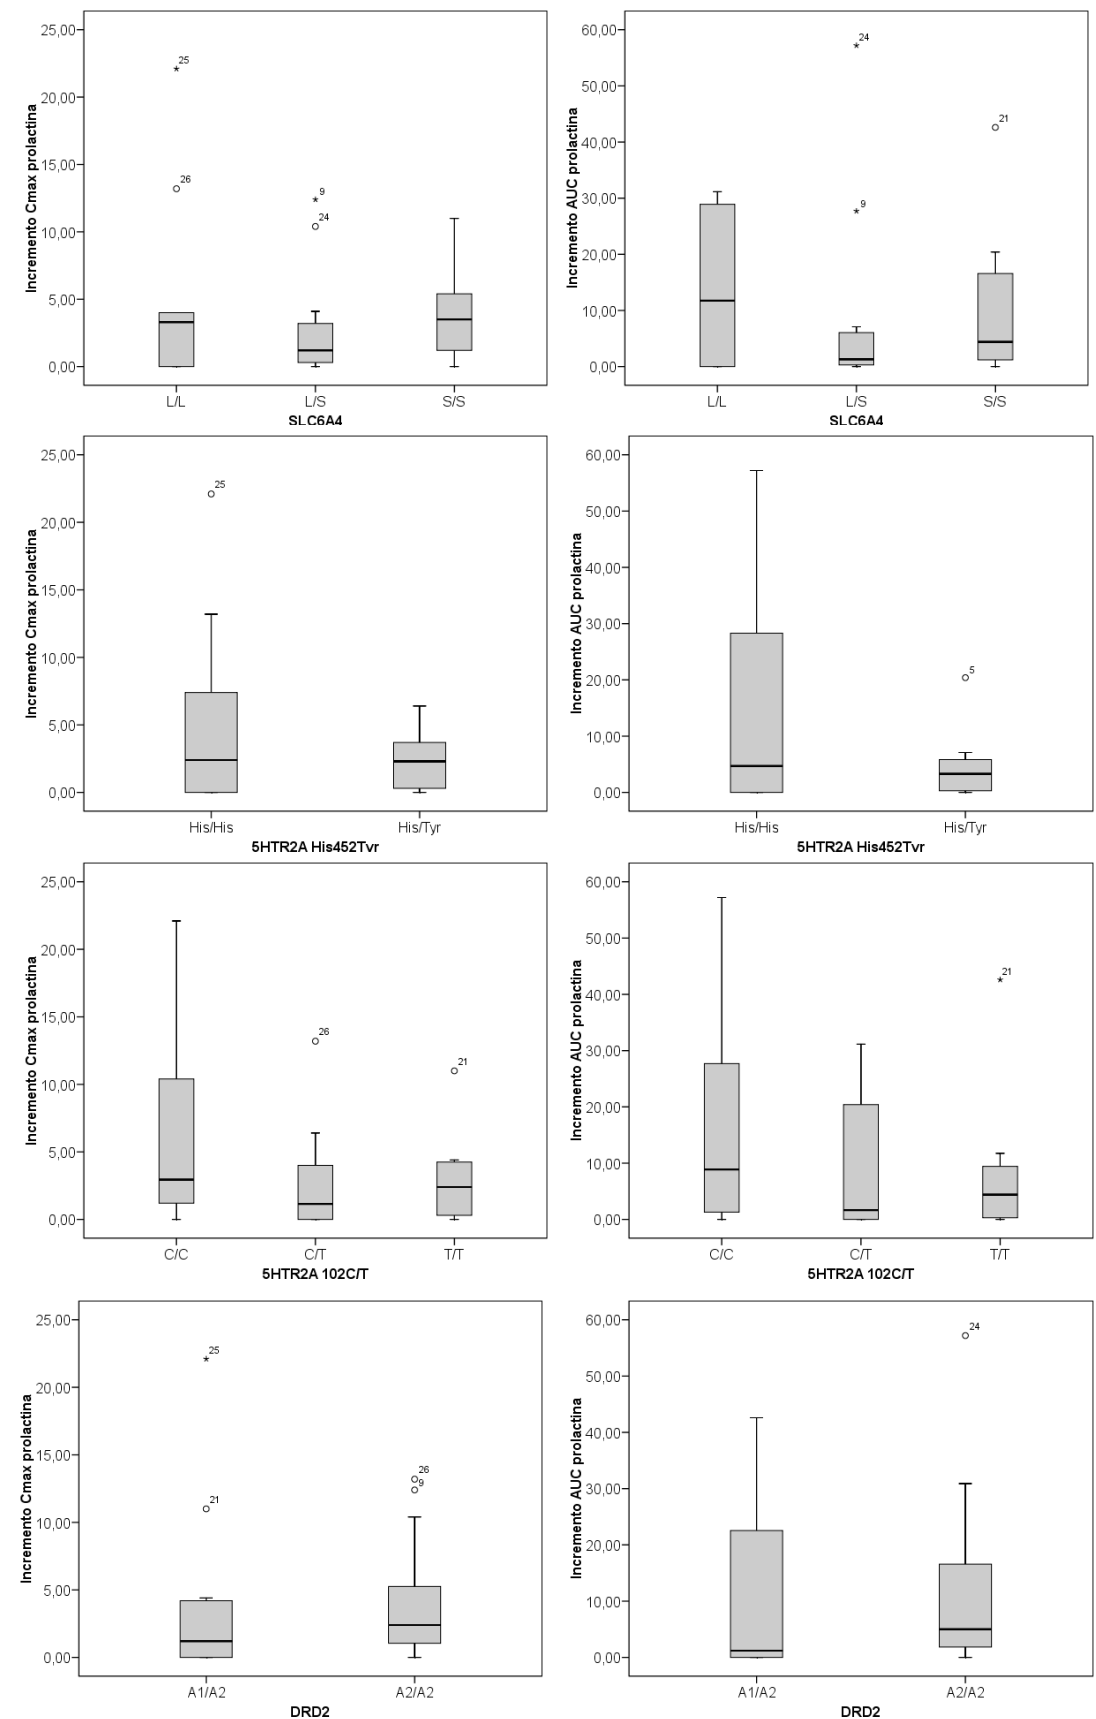 25,00
20,00
15,00
10,00
5,00
0,00
Incremento Cmax prolactina
25
26
9
24
L/L
L/S
S/S
SLC6A4
60,00
50,00
40,00
30,00
20,00
10,00
0,00
Incremento AUC prolactina
24
9
21
L/L
L/S
S/S
SLC6A4
25,00
20,00
15,00
10,00
5,00
0,00
Incremento Cmax prolactina
25
His/His
His/Tyr
5HTR2A His452Tyr
60,00
50,00
40,00
30,00
20,00
10,00
0,00
Incremento AUC prolactina
5
His/His
His/Tyr
5HTR2A His452Tyr
25,00
20,00
15,00
10,00
5,00
0,00
Incremento Cmax prolactina
26
21
C/C
C/T
T/T
5HTR2A 102C/T
60,00
50,00
40,00
30,00
20,00
10,00
0,00
Incremento AUC prolactina
21
C/C
C/T
T/T
5HTR2A 102C/T
25,00
20,00
15,00
10,00
5,00
0,00
Incremento Cmax prolactina
25
21
26
9
A1/A2
A2/A2
DRD2
60,00
50,00
40,00
30,00
20,00
10,00
0,00
Incremento AUC prolactina
24
A1/A2
A2/A2
DRD2